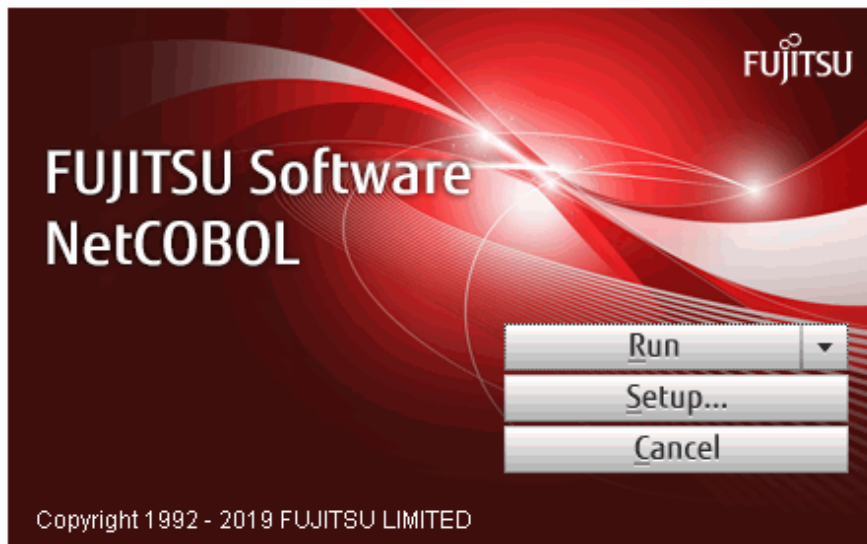 FUJITSU
FUJITSU Software
NetCOBOL
Run
Setup...
Cancel
Copyright 1992 - 2019 FUJITSU LIMITED